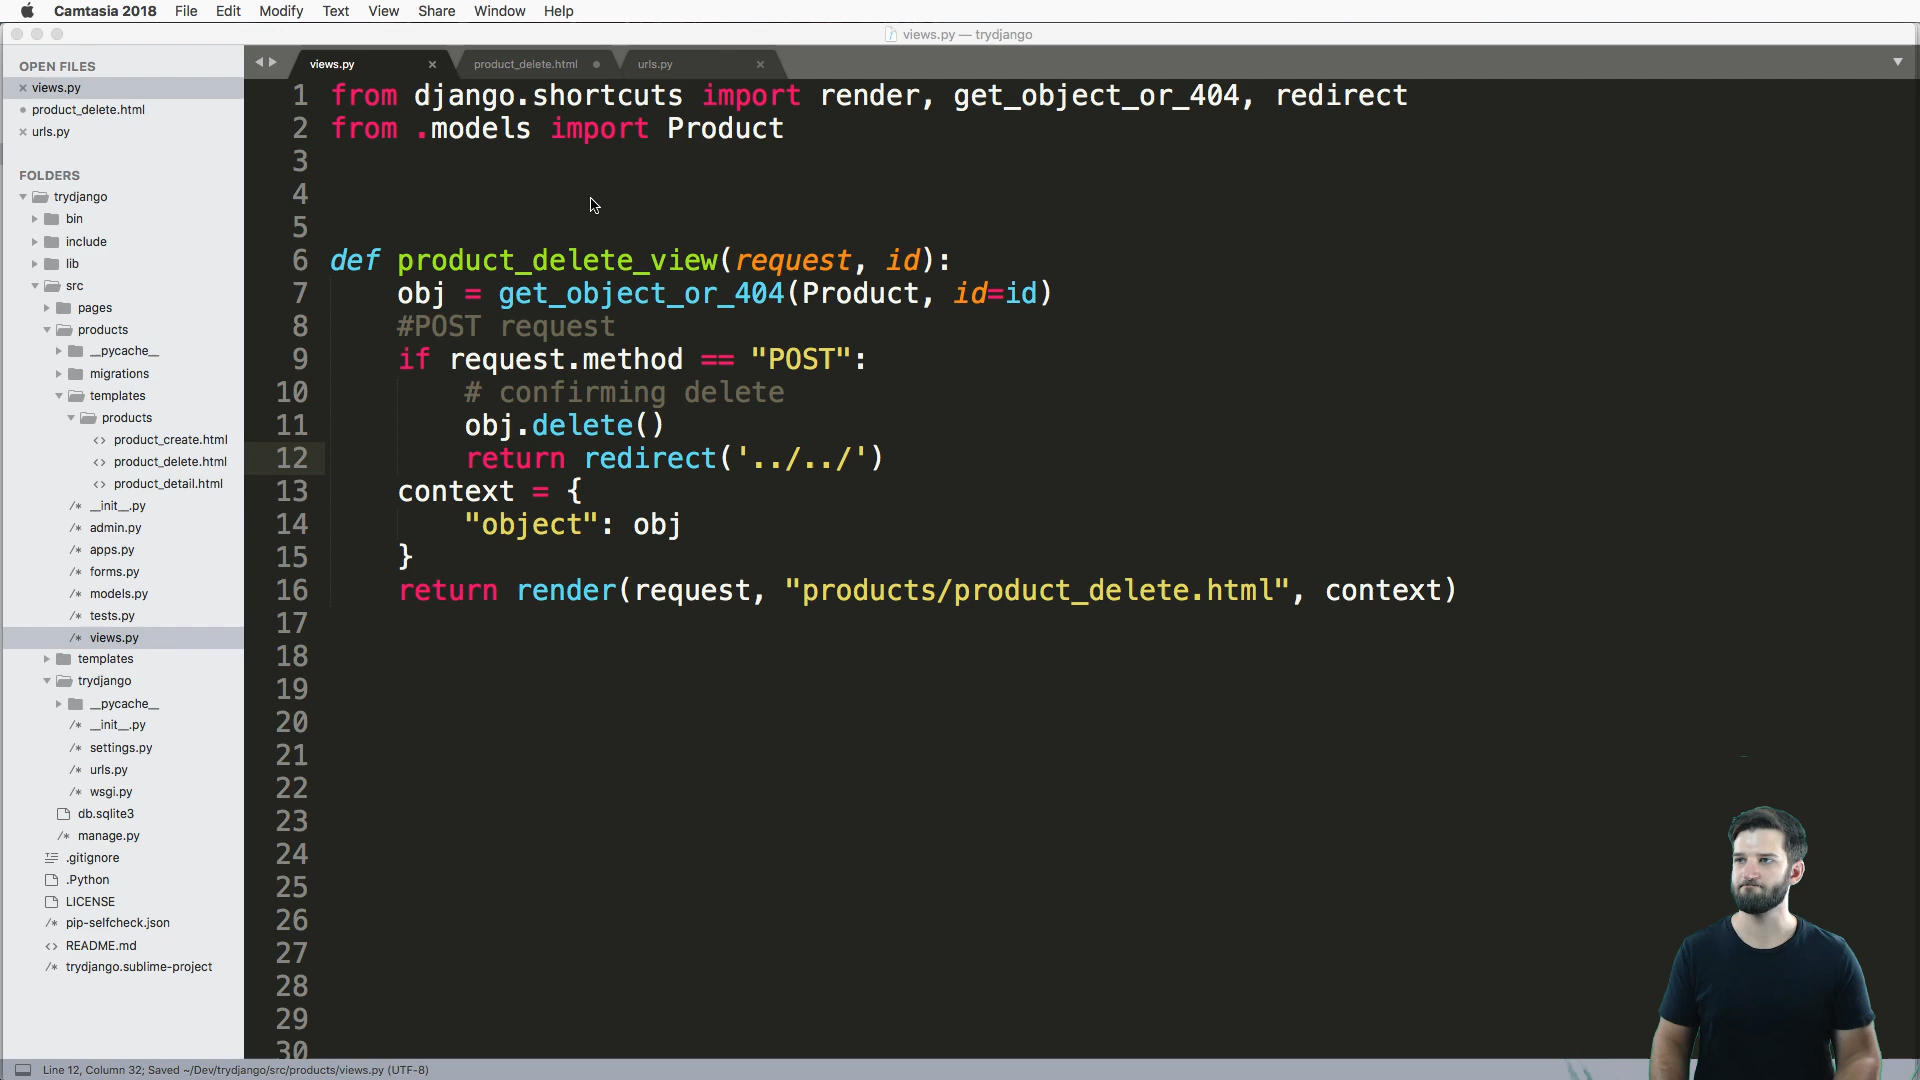 Camtasia 2018 File Edit Modify Text View Share Window Help
views.py — trydjango
OPEN FILES
views.py
product_delete.html
urls.py
FOLDERS
trydjango
bin
include
lib
src
pages
products
__pycache__
migrations
templates
products
product_create.html
product_delete.html
product_detail.html
__init__.py
admin.py
apps.py
forms.py
models.py
tests.py
views.py
templates
trydjango
__pycache__
__init__.py
settings.py
urls.py
wsgi.py
db.sqlite3
manage.py
.gitignore
.Python
LICENSE
pip-selfcheck.json
README.md
trydjango.sublime-project
views.py product_delete.html urls.py
1 from django.shortcuts import render, get_object_or_404, redirect
2 from .models import Product
3
4
5
6 def product_delete_view(request, id):
7 obj = get_object_or_404(Product, id=id)
8 #POST request
9 if request.method == "POST":
10 # confirming delete
11 obj.delete()
12 return redirect('../../')
13 context = {
14 "object": obj
15 }
16 return render(request, "products/product_delete.html", context)
17
18
19
20
21
22
23
24
25
26
27
28
29
30
Line 12, Column 32; Saved ~/Dev/trydjango/src/products/views.py (UTF-8)